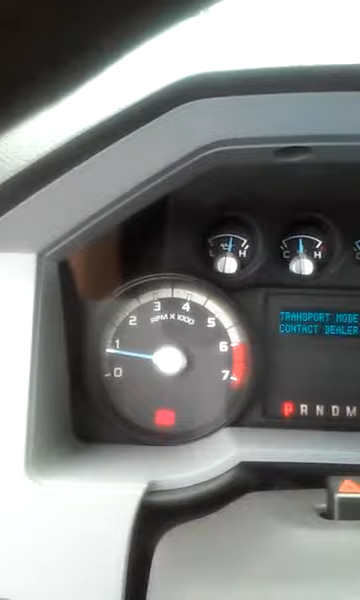 H
C H
TRANSPORT MODE
CONTACT DEALER
0 1 2 3 4 5 6 7
RPM X 1000
P R N D M